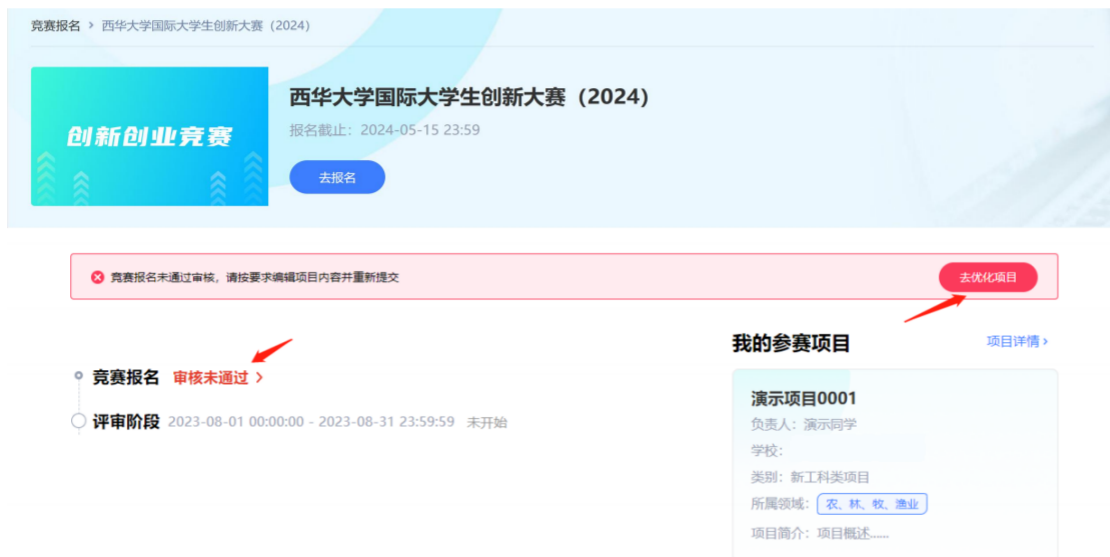 竞赛报名 > 西华大学国际大学生创新大赛（2024）
创新创业竞赛
西华大学国际大学生创新大赛（2024）
报名截止：2024-05-15 23:59
去报名
竞赛报名未通过审核，请按要求编辑项目内容并重新提交
去优化项目
竞赛报名 审核未通过 >
评审阶段 2023-08-01 00:00:00 - 2023-08-31 23:59:59 未开始
我的参赛项目 项目详情 >
演示项目0001
负责人：演示同学
学校：
类别：新工科类项目
所属领域：农、林、牧、渔业
项目简介：项目概述......